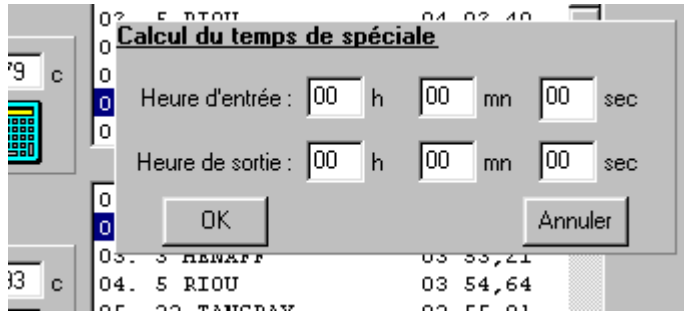 Calcul du temps de spéciale
Heure d'entrée : 00 h 00 mn 00 sec
Heure de sortie : 00 h 00 mn 00 sec
OK Annuler
c
03. 3 HENAFF 03 53,21
c 04. 5 RIOU 03 54,64